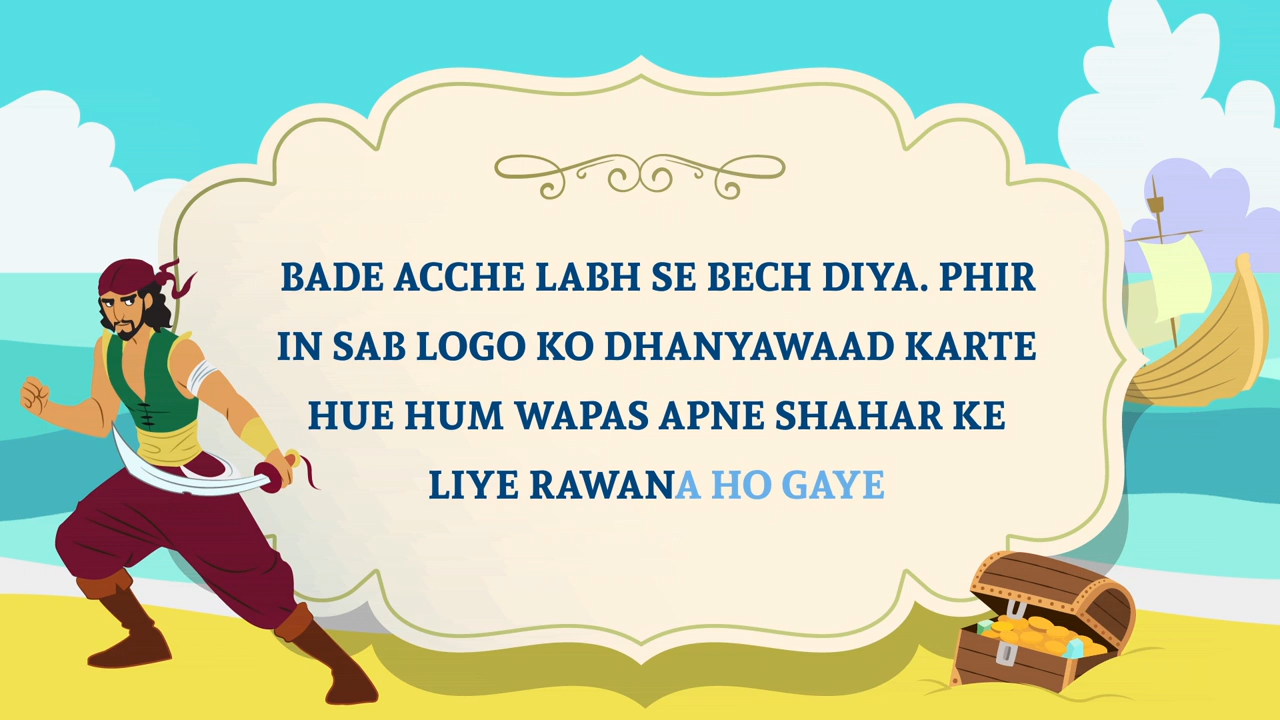 BADE ACCHE LABH SE BECH DIYA. PHIR
IN SAB LOGO KO DHANYAWAAD KARTE
HUE HUM WAPAS APNE SHAHAR KE
LIYE RAWANA HO GAYE